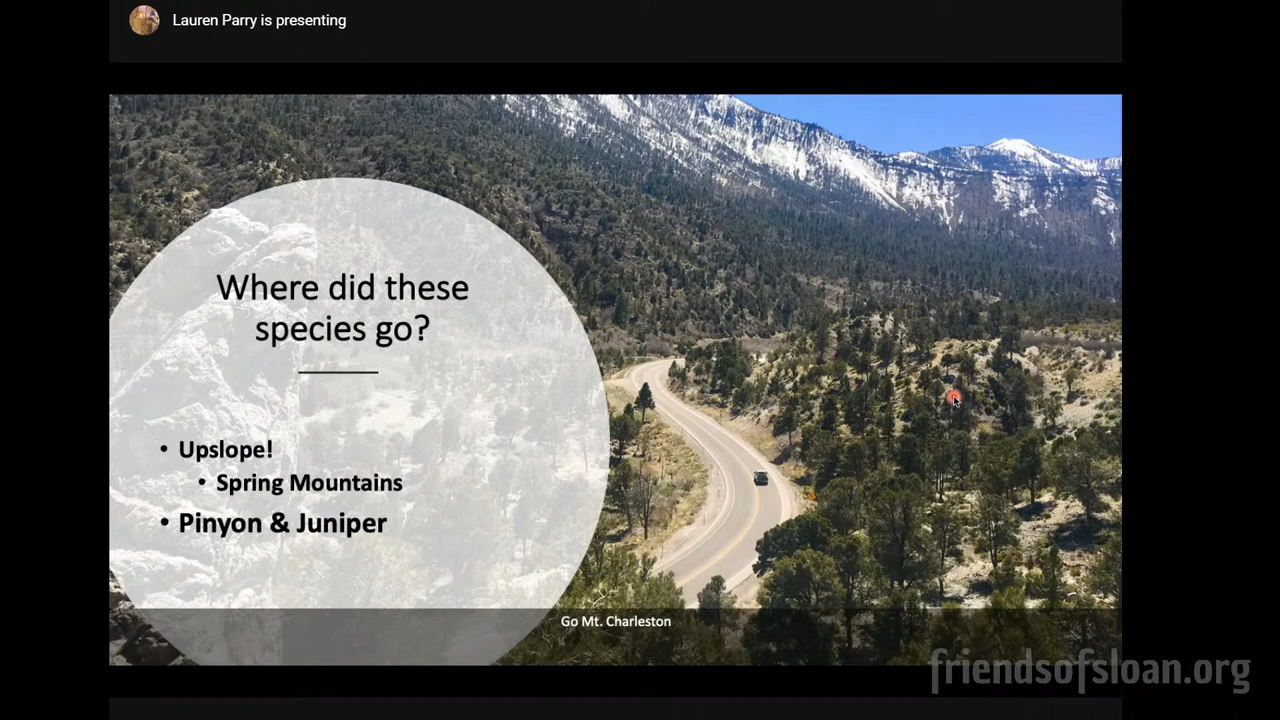 Lauren Parry is presenting
Where did these
species go?
• Upslope!
• Spring Mountains
• Pinyon & Juniper
Go Mt. Charleston
friendsofsloan.org